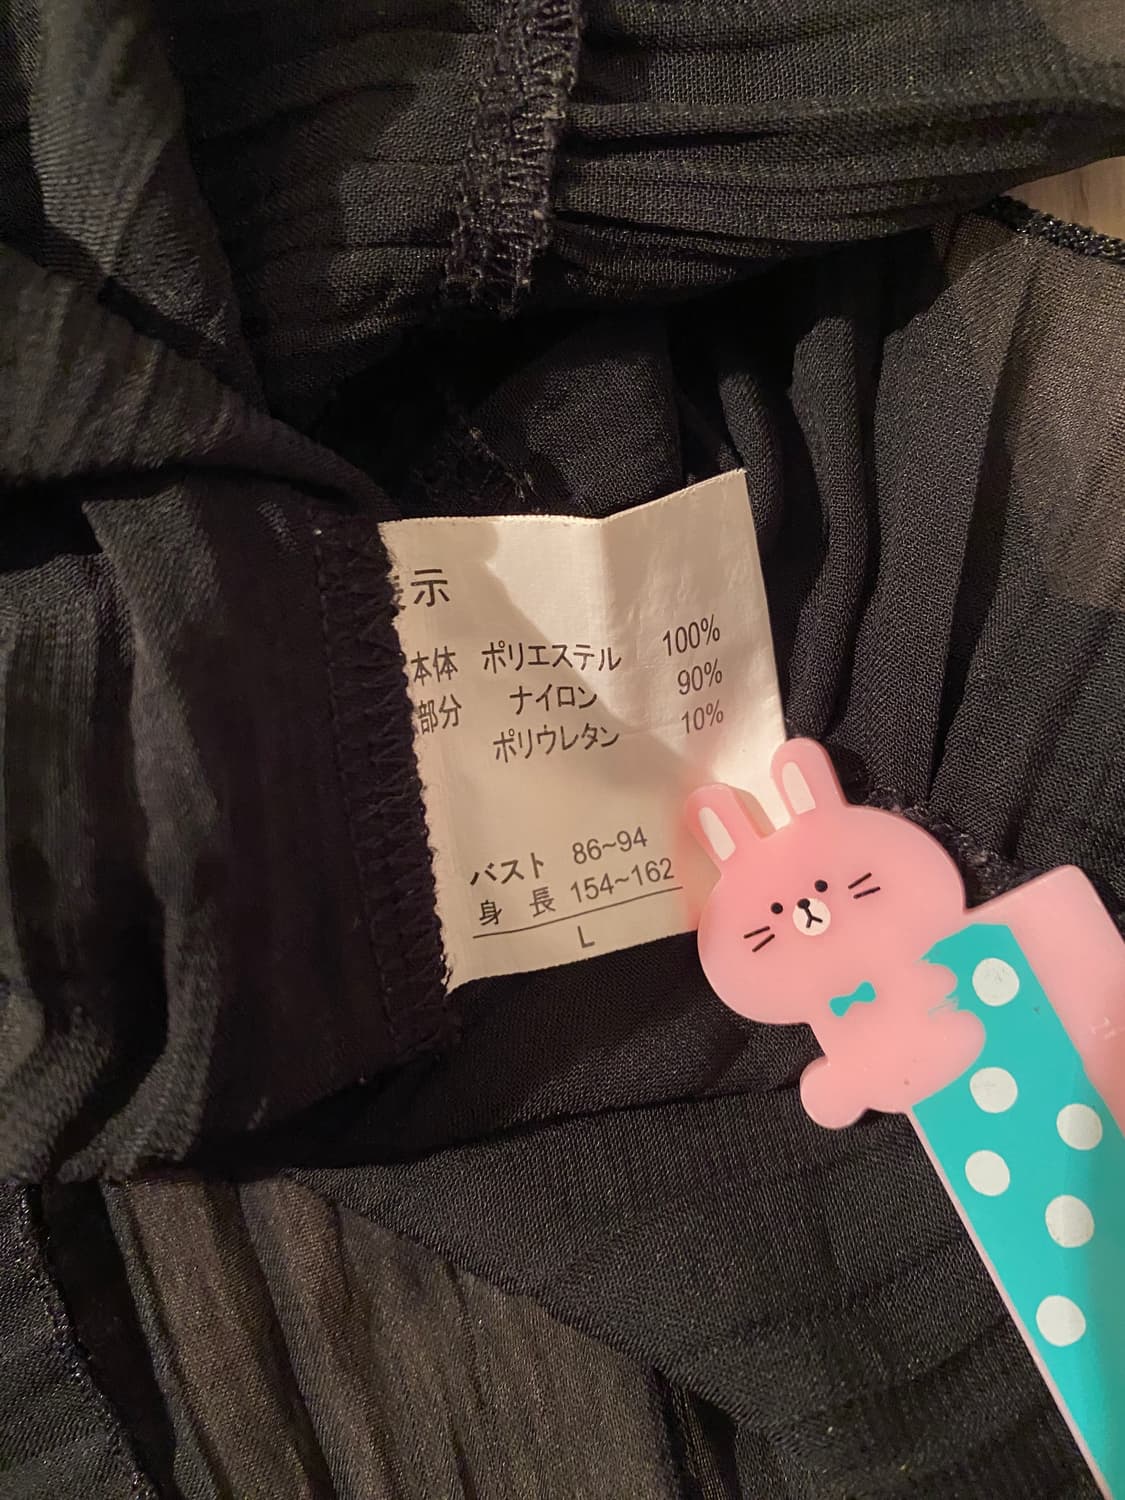 示
本体 ポリエステル 100%
部分 ナイロン 90%
ポリウレタン 10%
バスト 86~94
身長 154~162
L